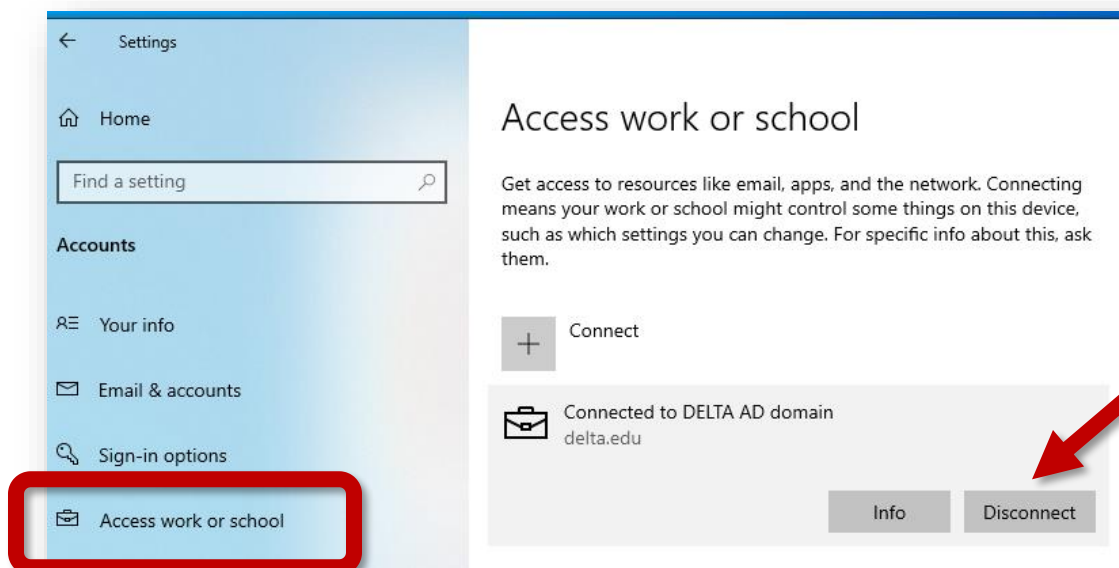 Settings
Home
Find a setting
Accounts
Your info
Email & accounts
Sign-in options
Access work or school
Access work or school
Get access to resources like email, apps, and the network. Connecting
means your work or school might control some things on this device,
such as which settings you can change. For specific info about this, ask
them.
Connect
Connected to DELTA AD domain
delta.edu
Info
Disconnect